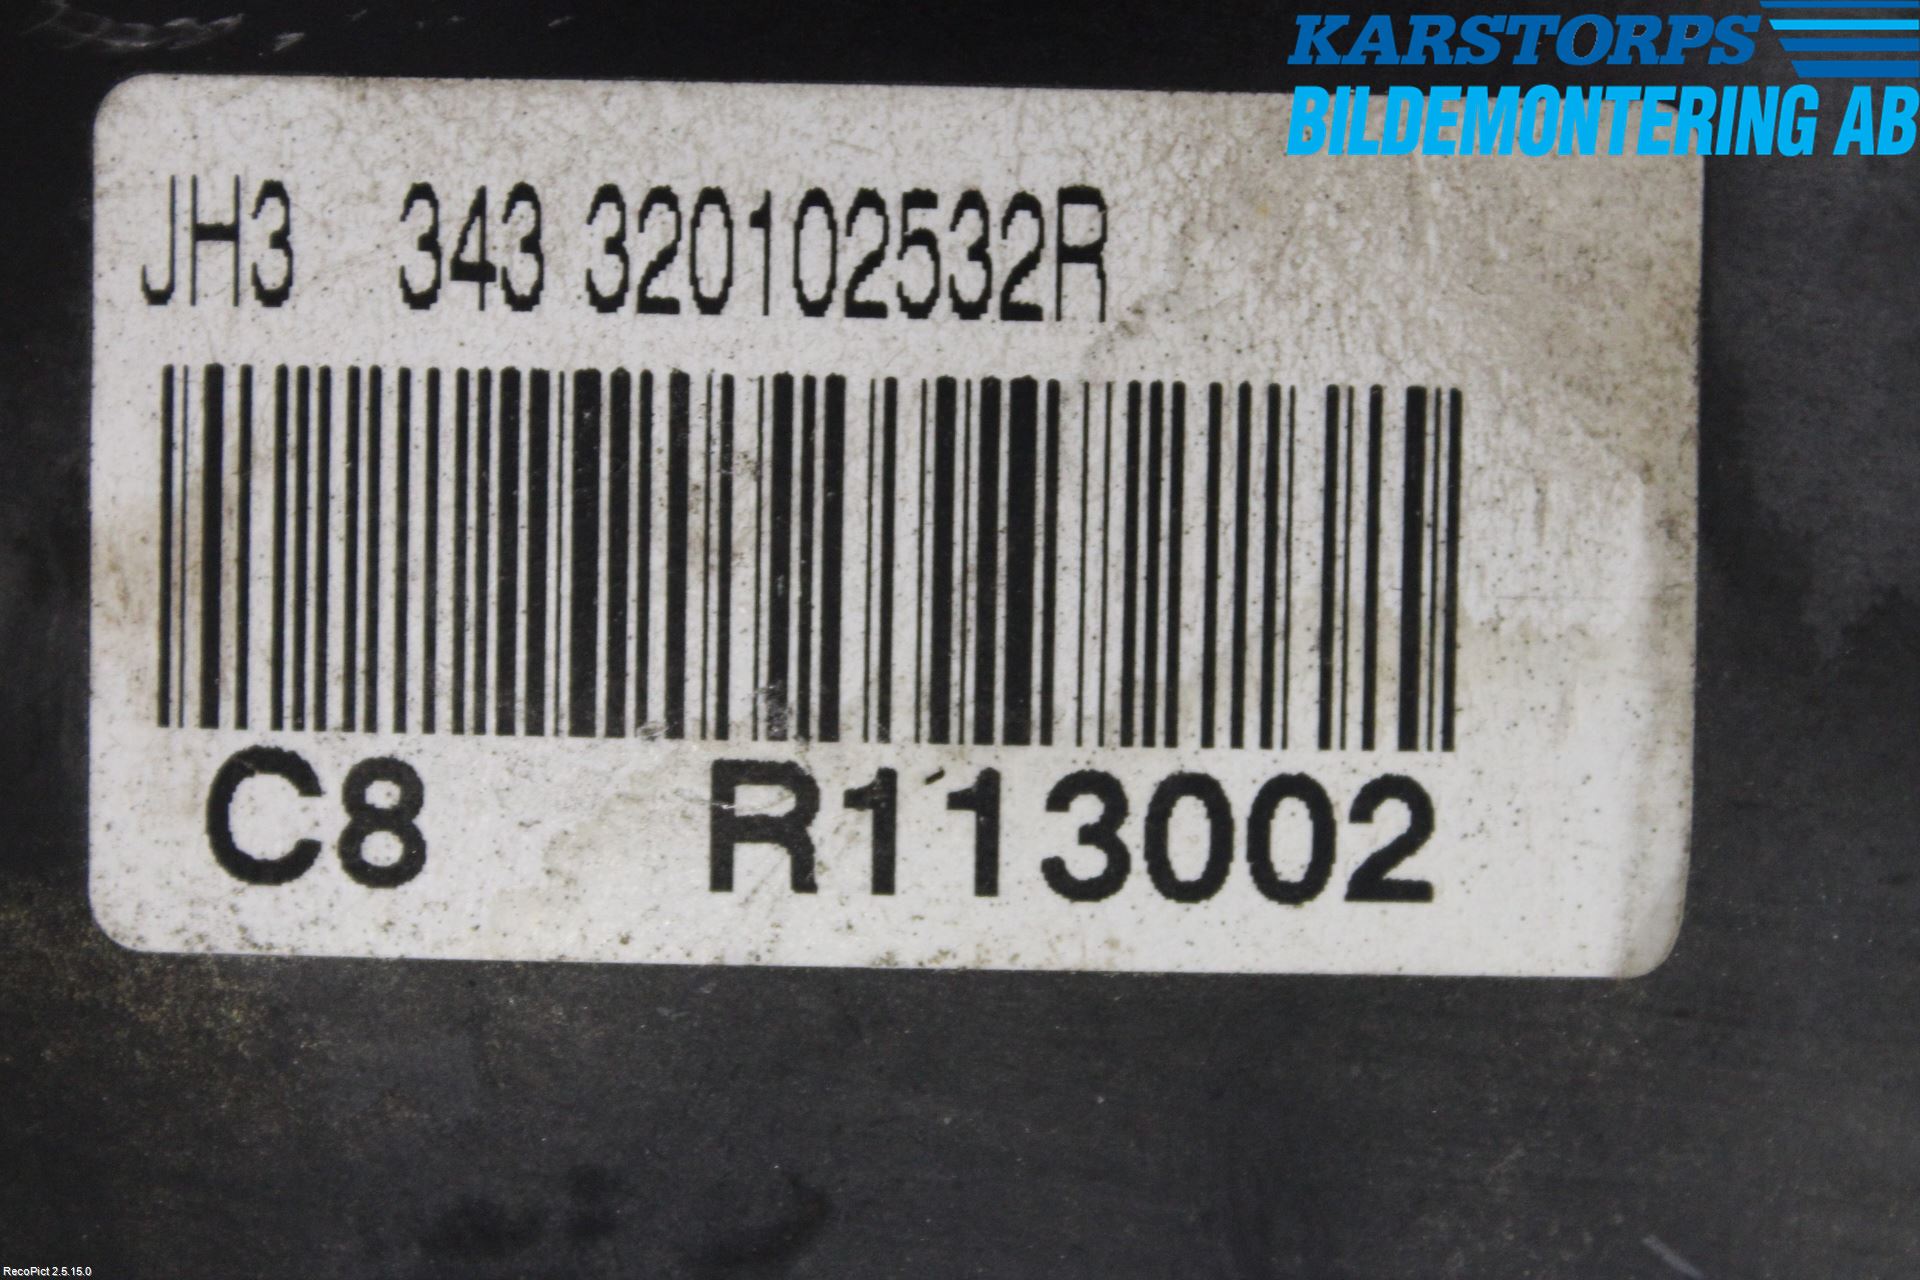 KARSTORPS
BILDEMONTERING AB
JH3 343 320102532R
C8 R113002
RecoPict 2.5.15.0